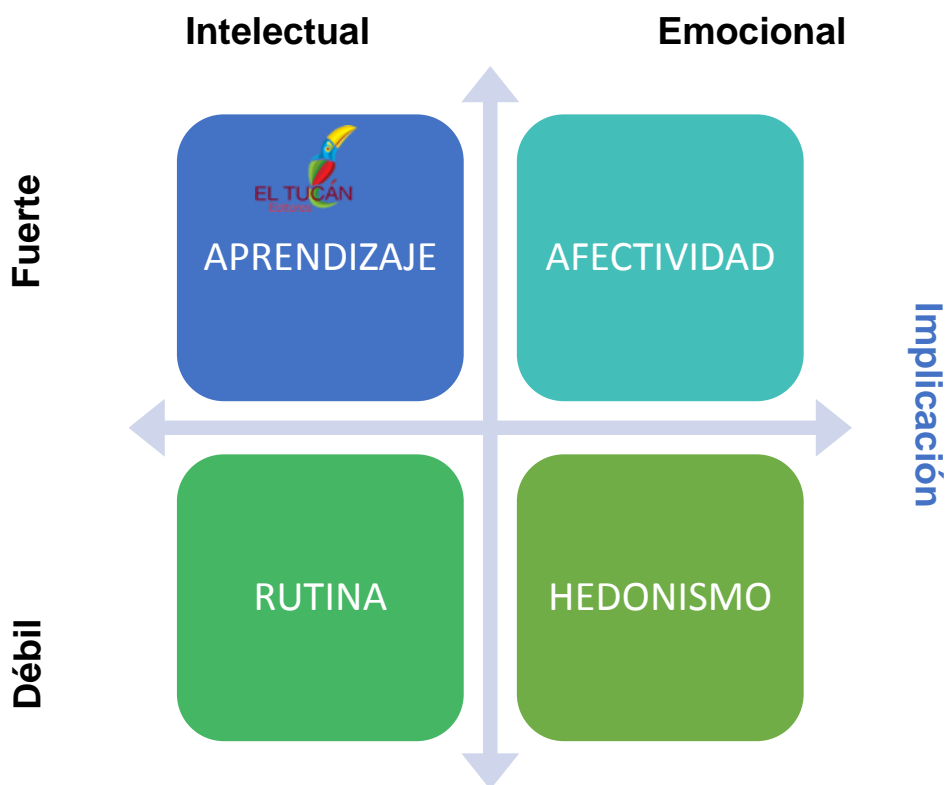 Intelectual
Emocional
Fuerte
EL TUCÁN
APRENDIZAJE
AFECTIVIDAD
Implicación
RUTINA
HEDONISMO
Débil